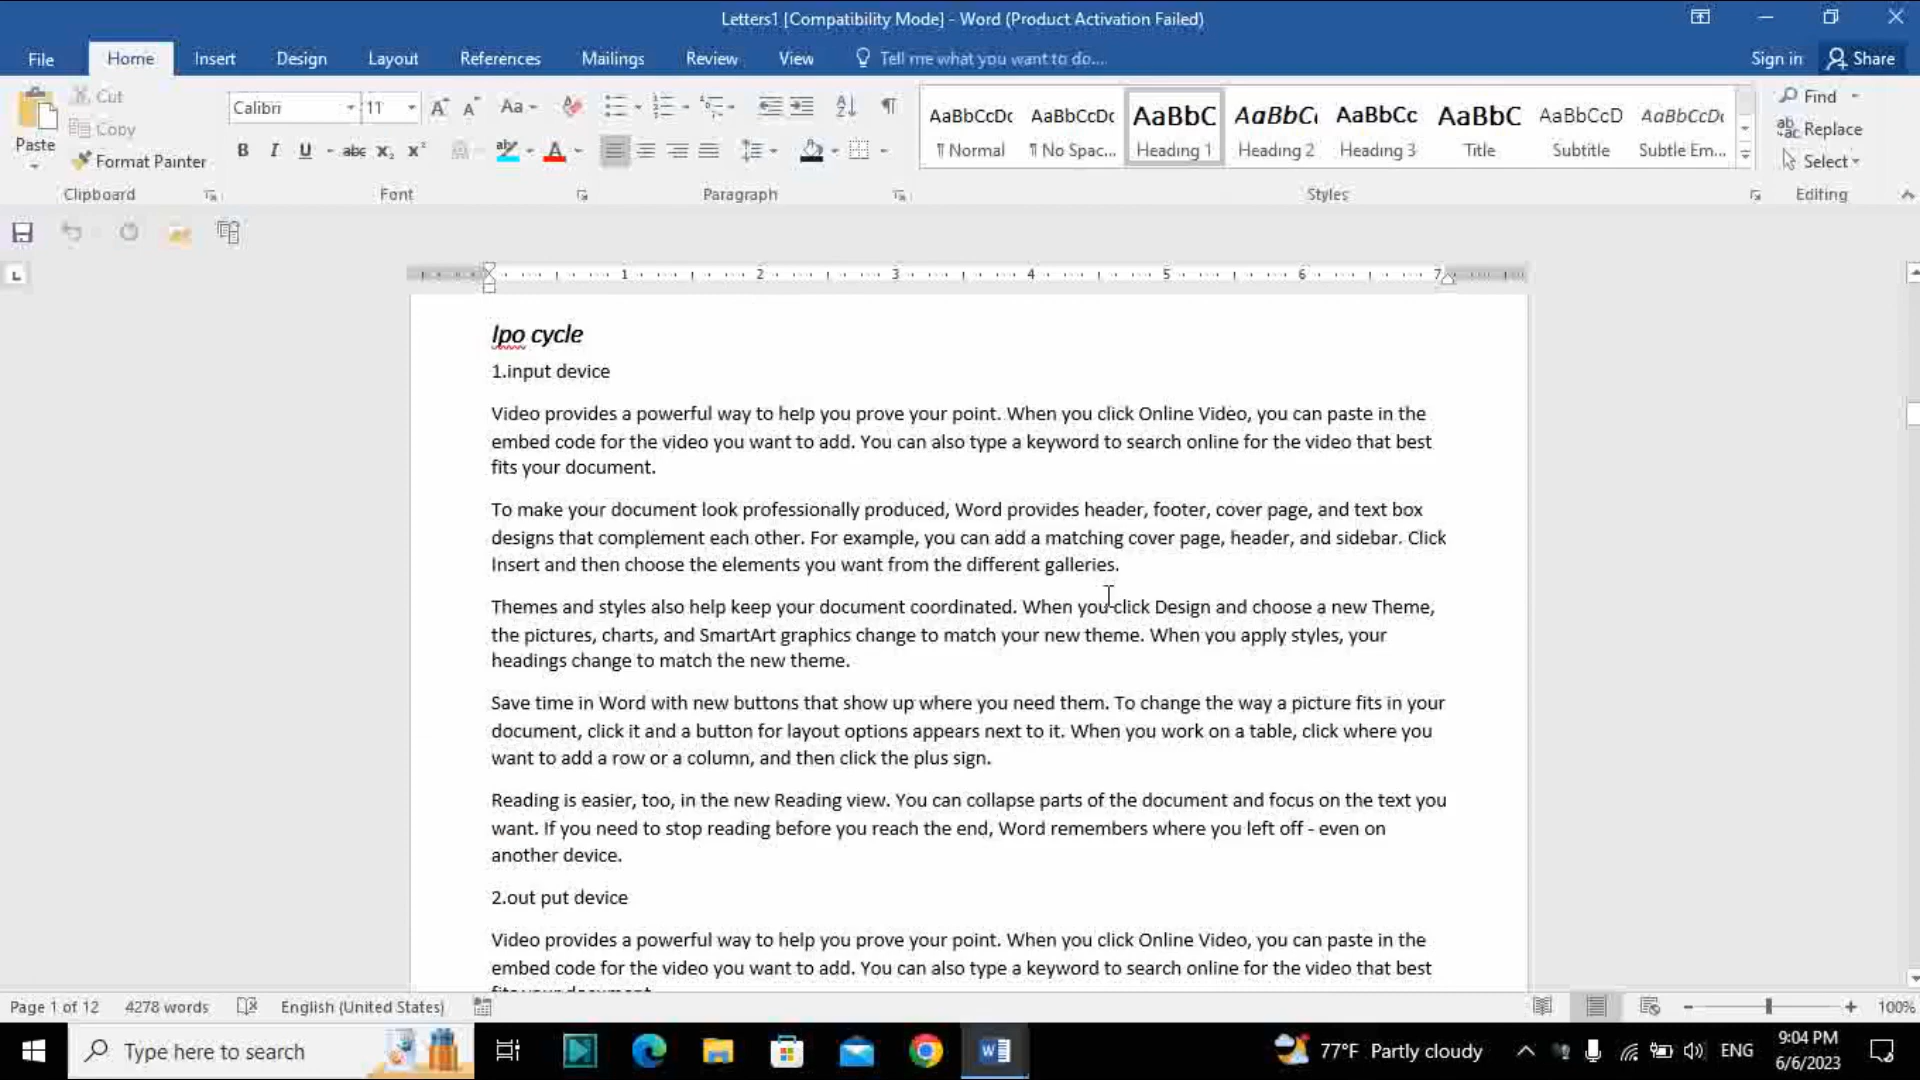 Letters1 [Compatibility Mode] - Word (Product Activation Failed)
File Home Insert Design Layout References Mailings Review View Tell me what you want to do.... Sign in Share
Cut
Copy
Paste
Format Painter
Calibri 11
B I U abc X₂ X²
AaBbCcDc AaBbCcDc AaBbC AaBbC AaBbCc AaBbC AaBbCcD AaBbCcDc
¶ Normal ¶ No Spac... Heading 1 Heading 2 Heading 3 Title Subtitle Subtle Em...
Find
Replace
Select
Clipboard Font Paragraph Styles Editing
1 2 3 4 5 6 7
Ipo cycle
1.input device
Video provides a powerful way to help you prove your point. When you click Online Video, you can paste in the
embed code for the video you want to add. You can also type a keyword to search online for the video that best
fits your document.
To make your document look professionally produced, Word provides header, footer, cover page, and text box
designs that complement each other. For example, you can add a matching cover page, header, and sidebar. Click
Insert and then choose the elements you want from the different galleries.
Themes and styles also help keep your document coordinated. When you click Design and choose a new Theme,
the pictures, charts, and SmartArt graphics change to match your new theme. When you apply styles, your
headings change to match the new theme.
Save time in Word with new buttons that show up where you need them. To change the way a picture fits in your
document, click it and a button for layout options appears next to it. When you work on a table, click where you
want to add a row or a column, and then click the plus sign.
Reading is easier, too, in the new Reading view. You can collapse parts of the document and focus on the text you
want. If you need to stop reading before you reach the end, Word remembers where you left off - even on
another device.
2.out put device
Video provides a powerful way to help you prove your point. When you click Online Video, you can paste in the
embed code for the video you want to add. You can also type a keyword to search online for the video that best
fits your document.
Page 1 of 12 4278 words English (United States) 100%
Type here to search 77°F Partly cloudy ENG 9:04 PM
6/6/2023